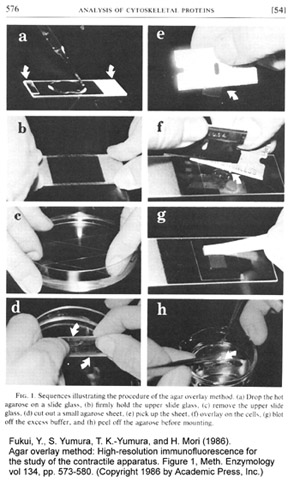 576 ANALYSIS OF CYTOSKELETAL PROTEINS [54]
a
e
b
f
c
g
d
h
FIG. 1. Sequences illustrating the procedure of the agar overlay method. (a) Drop the hot
agarose on a slide glass, (b) firmly hold the upper slide glass, (c) remove the upper slide
glass, (d) cut out a small agarose sheet, (e) pick up the sheet, (f) overlay on the cells, (g) blot
off the excess buffer, and (h) peel off the agarose before mounting.
Fukui, Y., S. Yumura, T. K.-Yumura, and H. Mori (1986).
Agar overlay method: High-resolution immunofluorescence for
the study of the contractile apparatus. Figure 1, Meth. Enzymology
vol 134, pp. 573-580. (Copyright 1986 by Academic Press, Inc.)